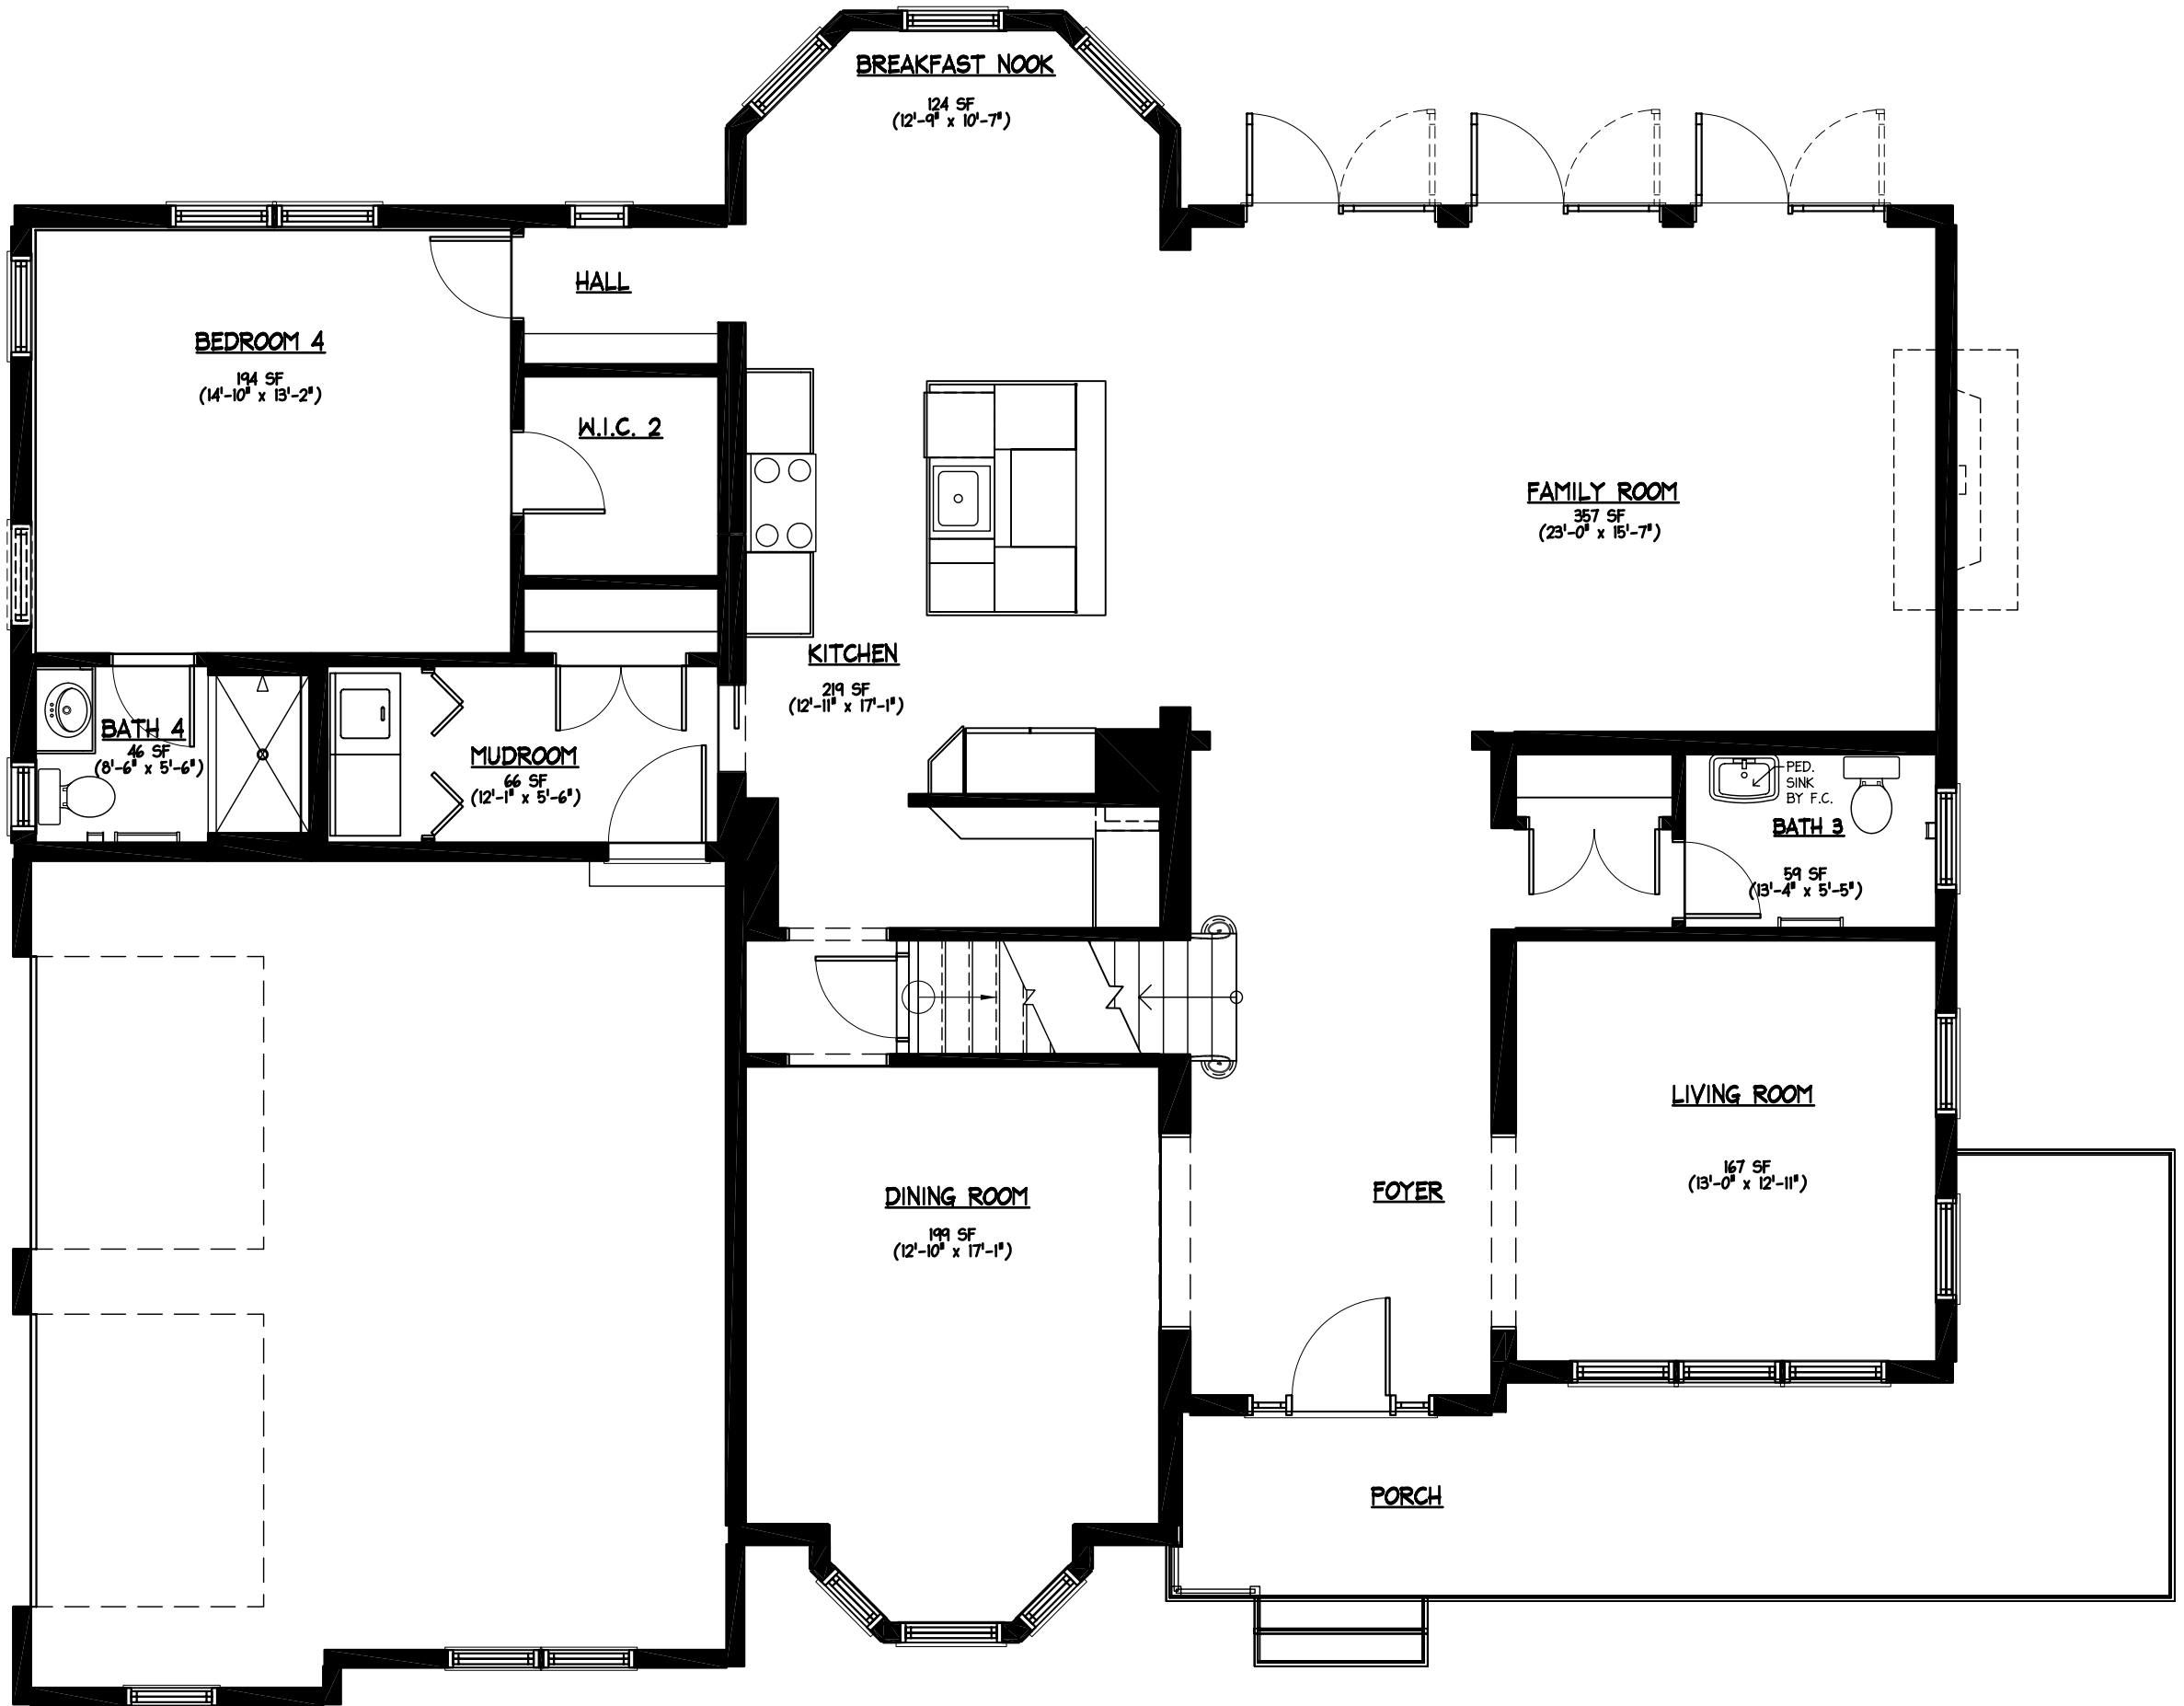 BREAKFAST NOOK
124 SF
(12'-9" x 10'-7")
HALL
BEDROOM 4
194 SF
(14'-10" x 13'-2")
W.I.C. 2
FAMILY ROOM
357 SF
(23'-0" x 15'-7")
KITCHEN
219 SF
(12'-11" x 17'-1")
BATH 4
46 SF
(8'-6" x 5'-6")
MUDROOM
66 SF
(12'-1" x 5'-6")
PED.
SINK
BY F.C.
BATH 3
59 SF
(13'-4" x 5'-5")
LIVING ROOM
167 SF
(13'-0" x 12'-11")
DINING ROOM
199 SF
(12'-10" x 17'-1")
FOYER
PORCH